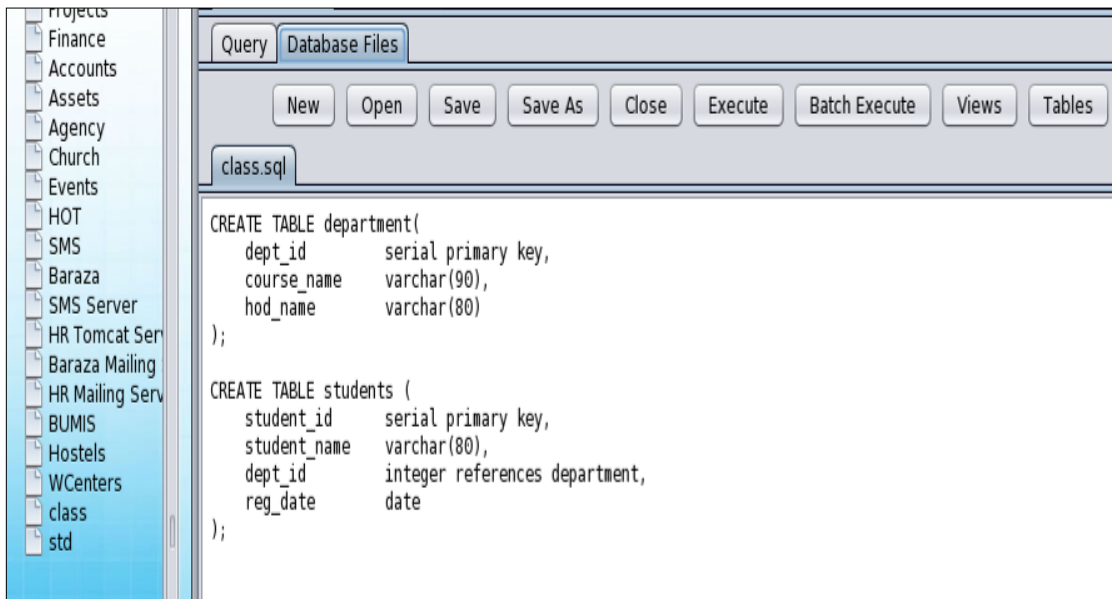 Projects
Finance
Accounts
Assets
Agency
Church
Events
HOT
SMS
Baraza
SMS Server
HR Tomcat Serv
Baraza Mailing
HR Mailing Serv
BUMIS
Hostels
WCenters
class
std
Query Database Files
New Open Save Save As Close Execute Batch Execute Views Tables
class.sql
CREATE TABLE department(
    dept_id serial primary key,
    course_name varchar(90),
    hod_name varchar(80)
);
CREATE TABLE students (
    student_id serial primary key,
    student_name varchar(80),
    dept_id integer references department,
    reg_date date
);